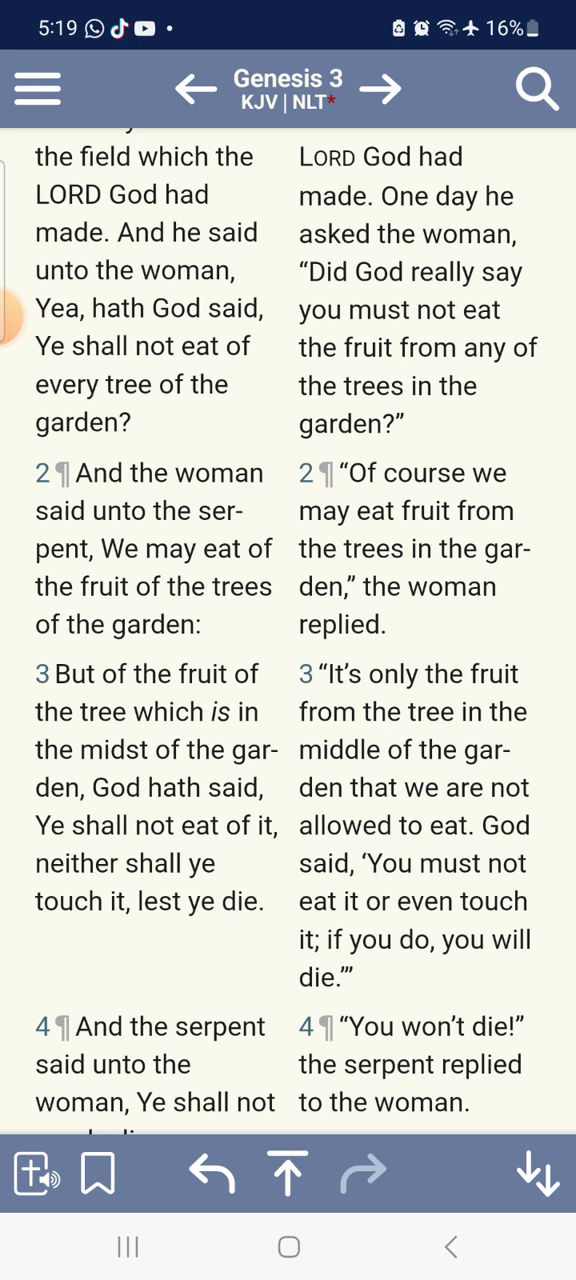 5:19
16%
Genesis 3
KJV | NLT*
the field which the
LORD God had
made. And he said
unto the woman,
Yea, hath God said,
Ye shall not eat of
every tree of the
garden?
2 ¶ And the woman
said unto the ser-
pent, We may eat of
the fruit of the trees
of the garden:
3 But of the fruit of
the tree which is in
the midst of the gar-
den, God hath said,
Ye shall not eat of it,
neither shall ye
touch it, lest ye die.
4 ¶ And the serpent
said unto the
woman, Ye shall not
LORD God had
made. One day he
asked the woman,
“Did God really say
you must not eat
the fruit from any of
the trees in the
garden?”
2 ¶ “Of course we
may eat fruit from
the trees in the gar-
den,” the woman
replied.
3 “It’s only the fruit
from the tree in the
middle of the gar-
den that we are not
allowed to eat. God
said, ‘You must not
eat it or even touch
it; if you do, you will
die.’”
4 ¶ “You won’t die!”
the serpent replied
to the woman.